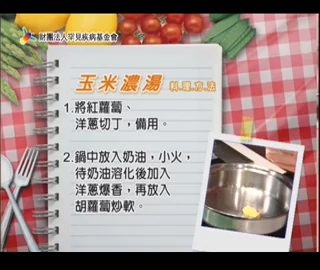 財團法人罕見疾病基金會
玉米濃湯 料理方法
1.將紅蘿蔔、
洋蔥切丁，備用。
2.鍋中放入奶油，小火，
待奶油溶化後加入
洋蔥爆香，再放入
胡蘿蔔炒軟。